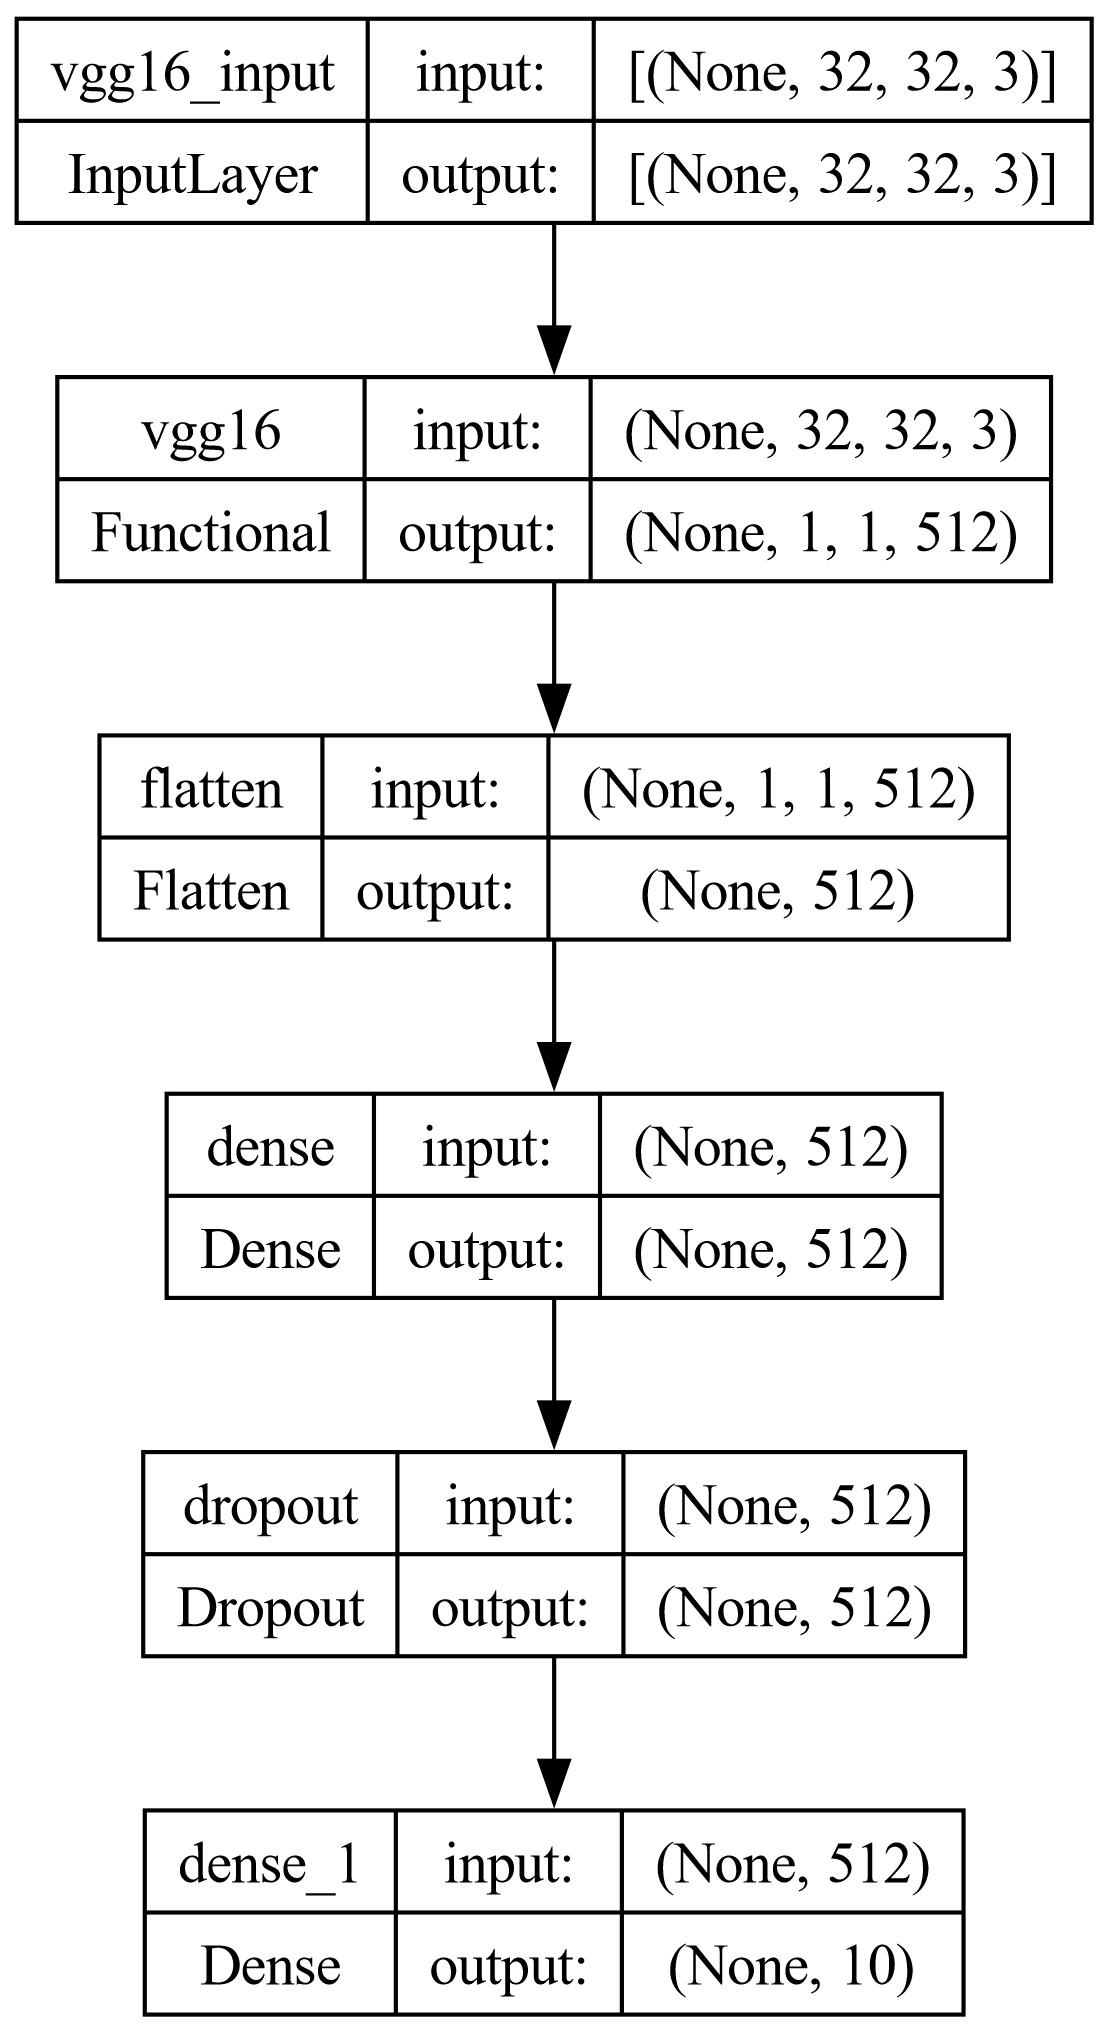 vgg16_input input: [(None, 32, 32, 3)]
InputLayer output: [(None, 32, 32, 3)]
vgg16 input: (None, 32, 32, 3)
Functional output: (None, 1, 1, 512)
flatten input: (None, 1, 1, 512)
Flatten output: (None, 512)
dense input: (None, 512)
Dense output: (None, 512)
dropout input: (None, 512)
Dropout output: (None, 512)
dense_1 input: (None, 512)
Dense output: (None, 10)